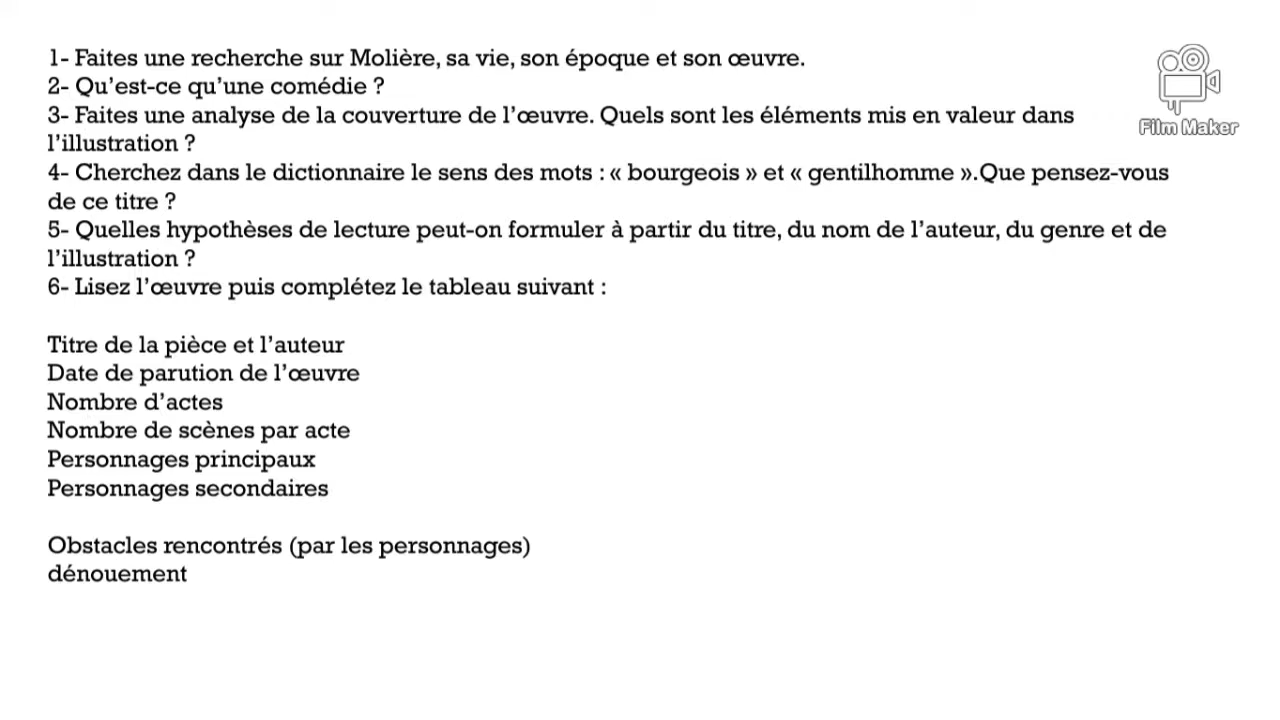 1- Faites une recherche sur Molière, sa vie, son époque et son œuvre.
2- Qu’est-ce qu’une comédie ?
3- Faites une analyse de la couverture de l’œuvre. Quels sont les éléments mis en valeur dans
l’illustration ?
4- Cherchez dans le dictionnaire le sens des mots : « bourgeois » et « gentilhomme ».Que pensez-vous
de ce titre ?
5- Quelles hypothèses de lecture peut-on formuler à partir du titre, du nom de l’auteur, du genre et de
l’illustration ?
6- Lisez l’œuvre puis complétez le tableau suivant :
Titre de la pièce et l’auteur
Date de parution de l’œuvre
Nombre d’actes
Nombre de scènes par acte
Personnages principaux
Personnages secondaires
Obstacles rencontrés (par les personnages)
dénouement
Film Maker